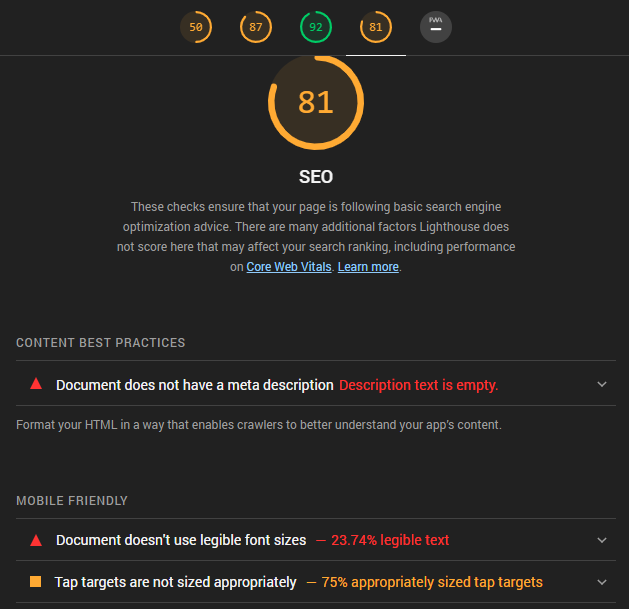 50 87 92 81 PWA
81
SEO
These checks ensure that your page is following basic search engine
optimization advice. There are many additional factors Lighthouse does
not score here that may affect your search ranking, including performance
on Core Web Vitals. Learn more.
CONTENT BEST PRACTICES
Document does not have a meta description Description text is empty.
Format your HTML in a way that enables crawlers to better understand your app's content.
MOBILE FRIENDLY
Document doesn't use legible font sizes — 23.74% legible text
Tap targets are not sized appropriately — 75% appropriately sized tap targets